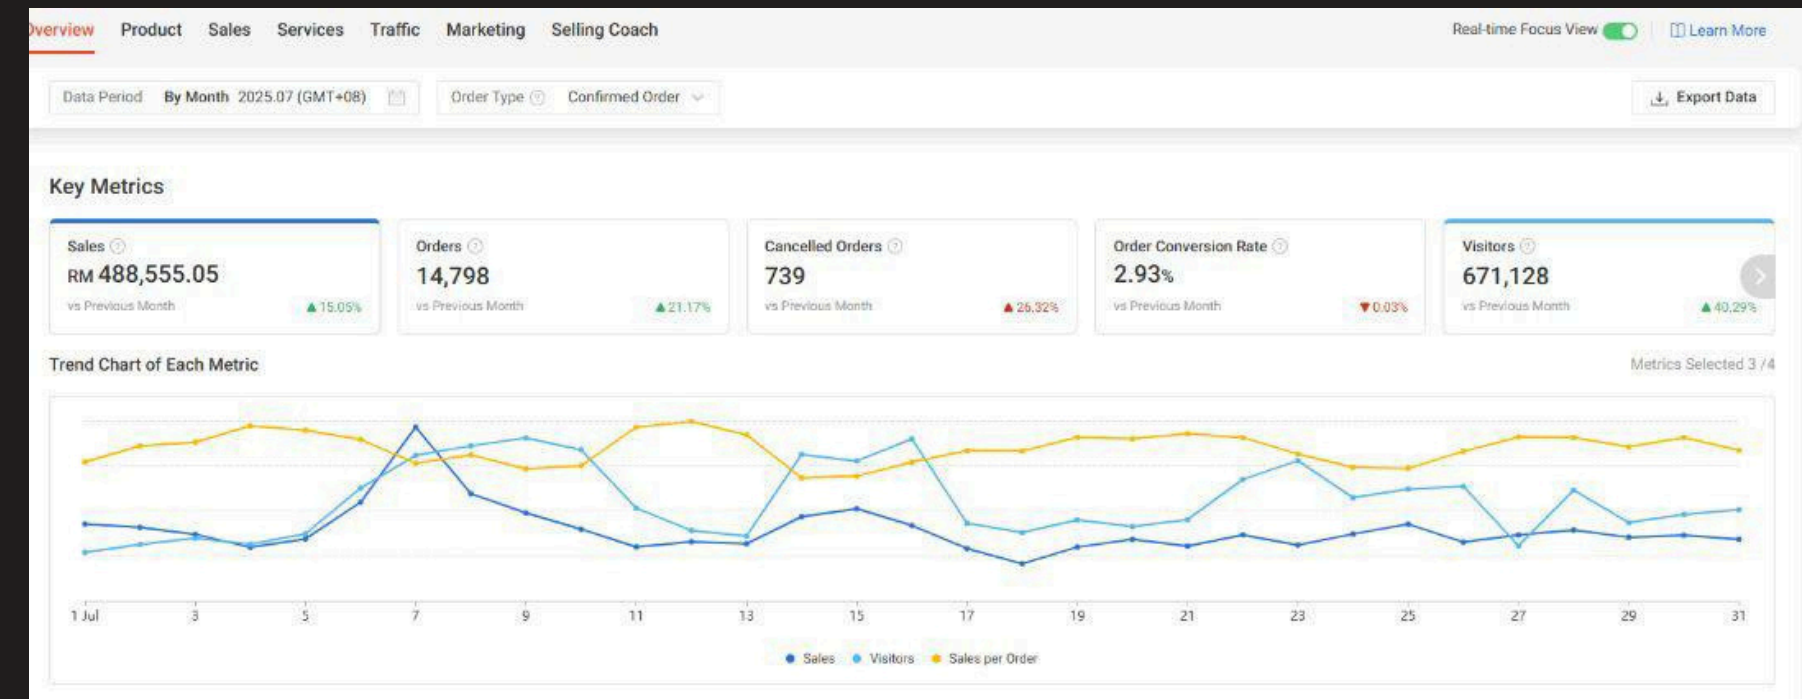 Overview Product Sales Services Traffic Marketing Selling Coach Real-time Focus View Learn More
Data Period By Month 2025.07 (GMT+08) Order Type Confirmed Order Export Data
Key Metrics
Sales Orders Cancelled Orders Order Conversion Rate Visitors
RM 488,555.05 14,798 739 2.93% 671,128
vs Previous Month ▲15.05% vs Previous Month ▲21.17% vs Previous Month ▲26.32% vs Previous Month ▼0.03% vs Previous Month ▲40.29%
Trend Chart of Each Metric Metrics Selected 3 /4
1 Jul 3 5 7 9 11 13 15 17 19 21 23 25 27 29 31
Sales Visitors Sales per Order